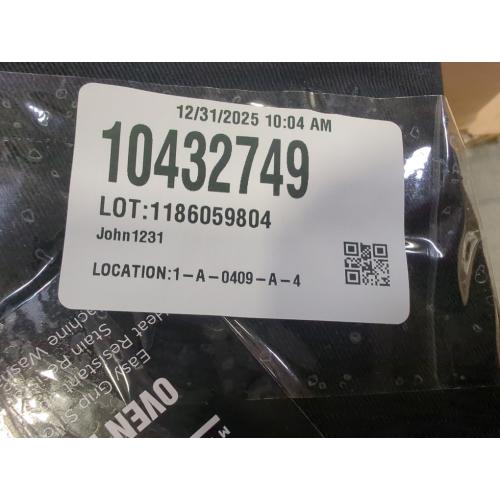 12/31/2025 10:04 AM
10432749
LOT:1186059804
John1231
LOCATION:1-A-0409-A-4
Easy Grip
Heat Resistant
Stain
Machine
OVEN